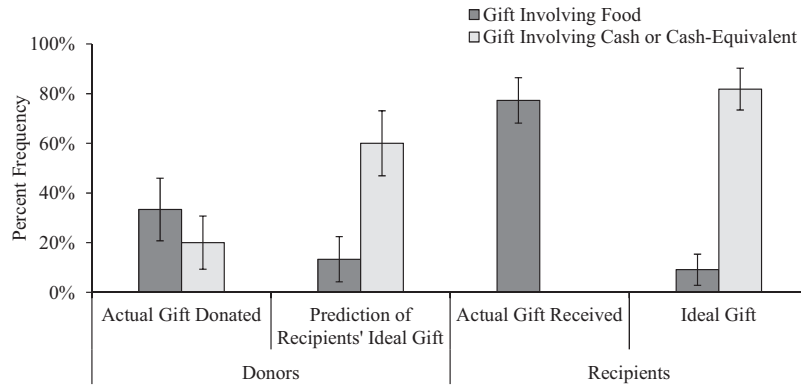 Gift Involving Food
Gift Involving Cash or Cash-Equivalent
100%
80%
60%
40%
20%
0%
Percent Frequency
Actual Gift Donated
Prediction of
Recipients' Ideal Gift
Actual Gift Received
Ideal Gift
Donors
Recipients